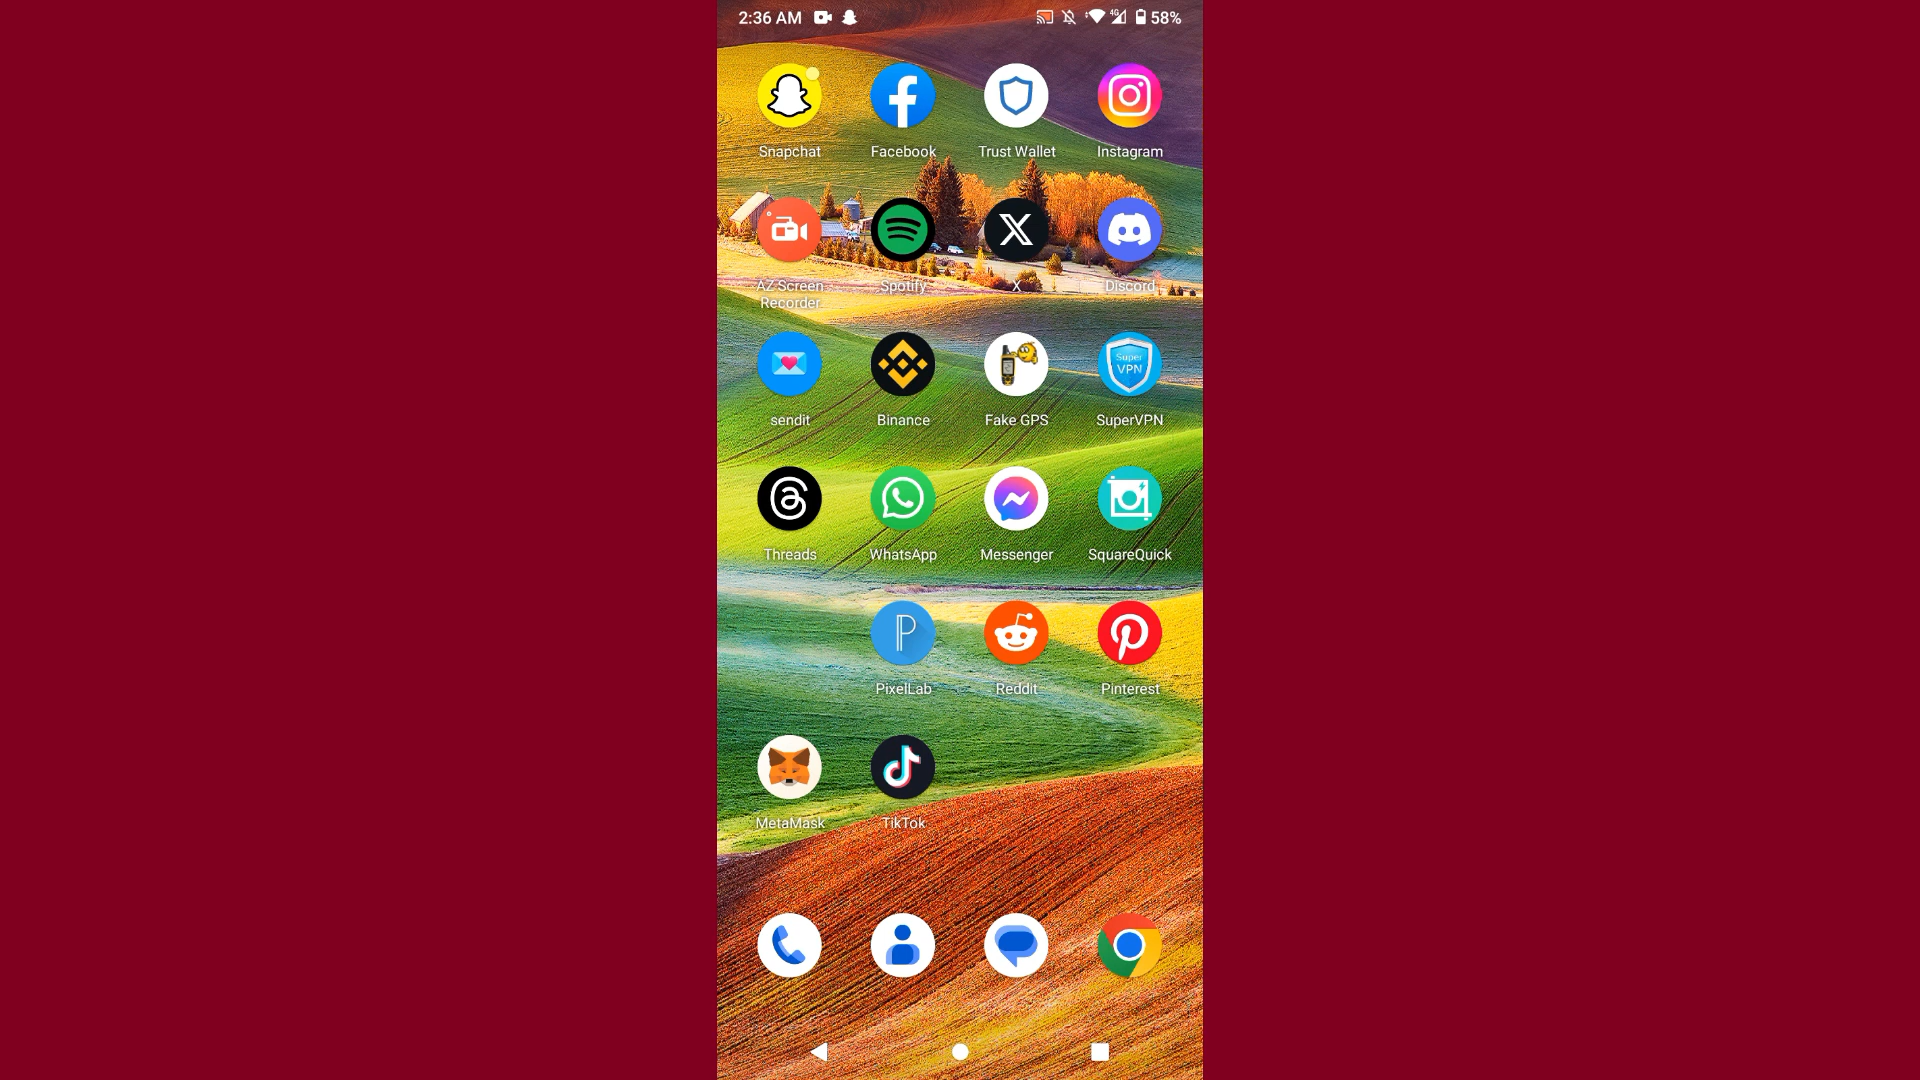 2:36 AM 4G 58%
Snapchat Facebook Trust Wallet Instagram
AZ Screen Spotify X Discord
Recorder
Super
VPN
sendit Binance Fake GPS SuperVPN
Threads WhatsApp Messenger SquareQuick
PixelLab Reddit Pinterest
MetaMask TikTok